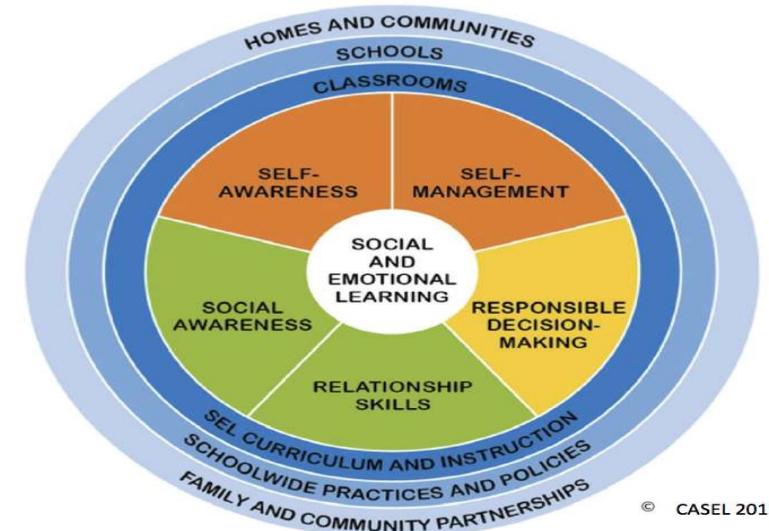 HOMES AND COMMUNITIES
SCHOOLS
CLASSROOMS
SELF-
AWARENESS
SELF-
MANAGEMENT
SOCIAL
AND
EMOTIONAL
LEARNING
SOCIAL
AWARENESS
RESPONSIBLE
DECISION-
MAKING
RELATIONSHIP
SKILLS
SEL CURRICULUM AND INSTRUCTION
SCHOOLWIDE PRACTICES AND POLICIES
FAMILY AND COMMUNITY PARTNERSHIPS
© CASEL 201